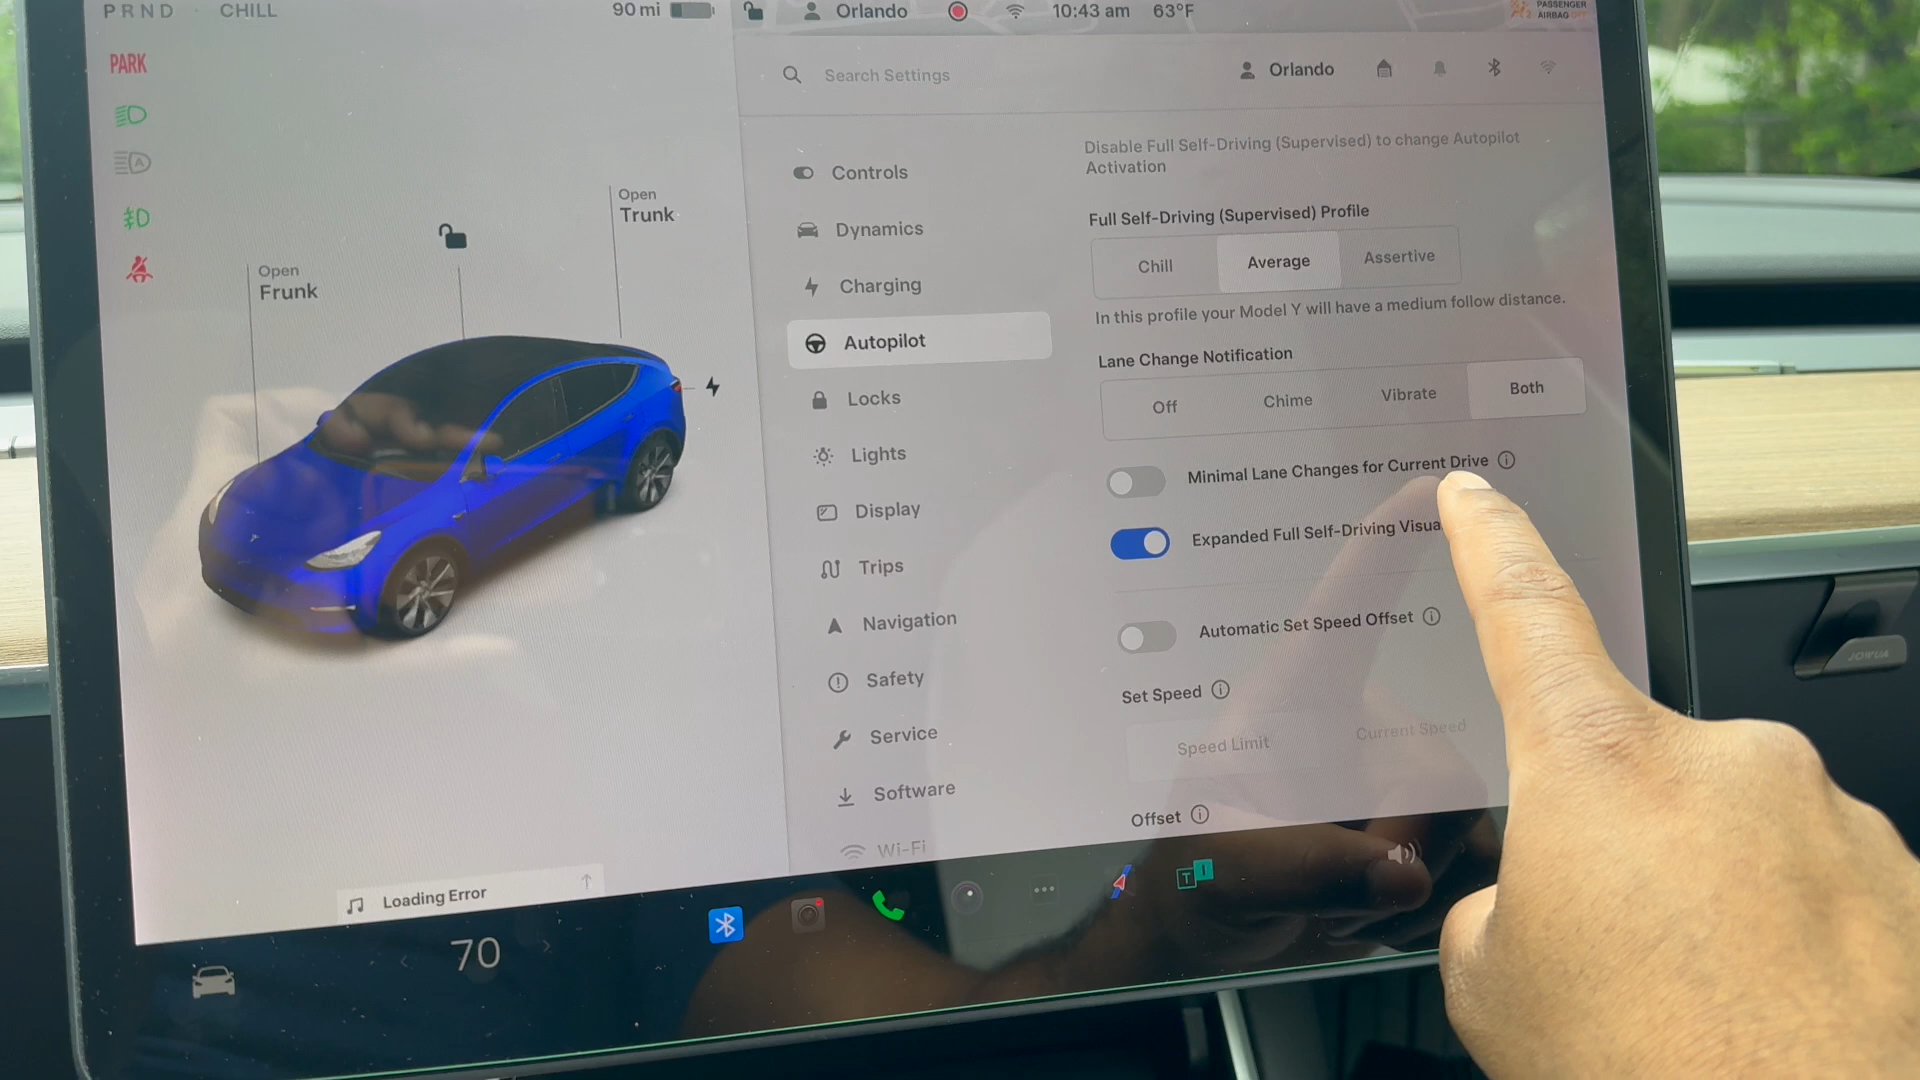 P R N D · CHILL
90 mi
Orlando
10:43 am
63°F
PASSENGER
AIRBAG OFF
PARK
Search Settings
Orlando
Open
Trunk
Open
Frunk
Controls
Dynamics
Charging
Autopilot
Locks
Lights
Display
Trips
Navigation
Safety
Service
Software
Wi-Fi
Disable Full Self-Driving (Supervised) to change Autopilot
Activation
Full Self-Driving (Supervised) Profile
Chill
Average
Assertive
In this profile your Model Y will have a medium follow distance.
Lane Change Notification
Off
Chime
Vibrate
Both
Minimal Lane Changes for Current Drive
Expanded Full Self-Driving Visua
Automatic Set Speed Offset
Set Speed
Speed Limit
Current Speed
Offset
Loading Error
70
T
JOWUA